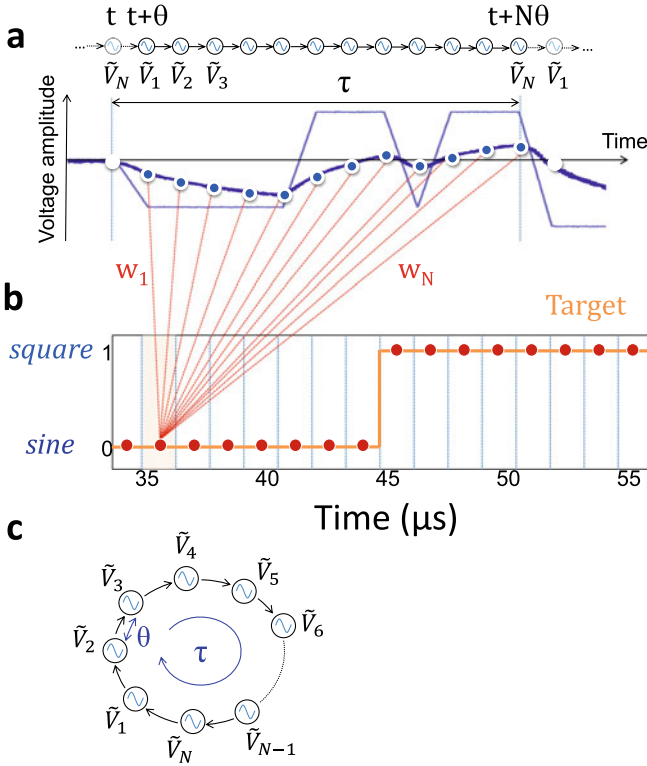 a
t t+θ t+Nθ
... ...
Ṽ_N Ṽ_1 Ṽ_2 Ṽ_3 Ṽ_N Ṽ_1
τ
Voltage amplitude
Time
w_1 w_N
b
Target
square 1
sine 0
35 40 45 50 55
Time (μs)
c
Ṽ_4
Ṽ_3 Ṽ_5
Ṽ_2 θ τ Ṽ_6
Ṽ_1 Ṽ_N Ṽ_{N−1}